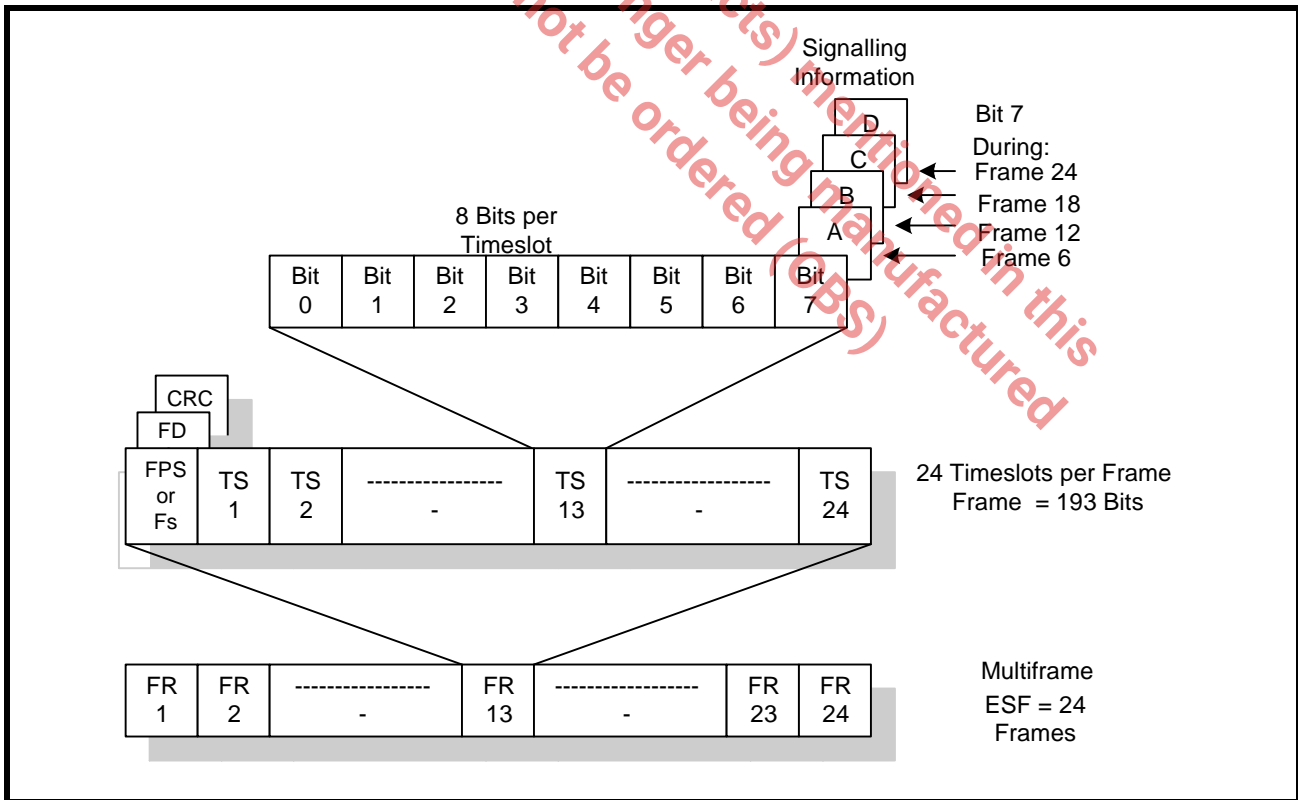 Signalling
Information
D
C
B
A
Bit 7
During:
Frame 24
Frame 18
Frame 12
Frame 6
8 Bits per
Timeslot
Bit 0
Bit 1
Bit 2
Bit 3
Bit 4
Bit 5
Bit 6
Bit 7
CRC
FD
FPS or Fs
TS 1
TS 2
------------------
-
TS 13
-------------------
-
TS 24
24 Timeslots per Frame
Frame = 193 Bits
FR 1
FR 2
------------------
-
FR 13
-------------------
-
FR 23
FR 24
Multiframe
ESF = 24
Frames
mentioned in this
nger being manufactured
not be ordered (OBS)